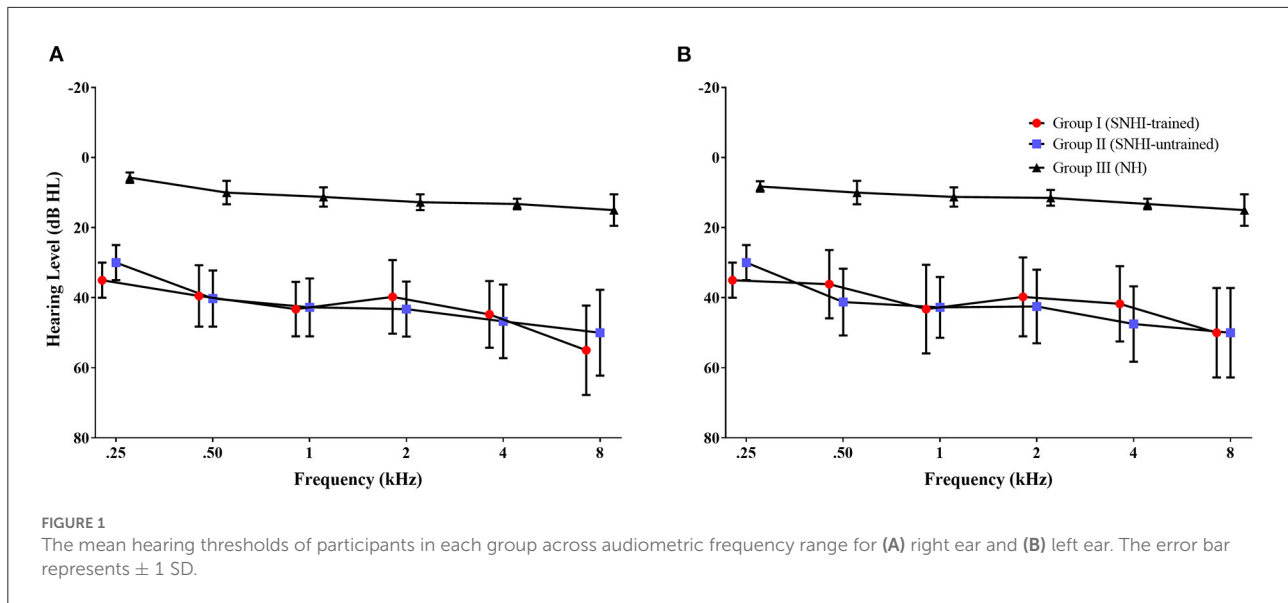 A
-20
0
20
40
60
80
Hearing Level (dB HL)
.25 .50 1 2 4 8
Frequency (kHz)
B
-20
0
20
40
60
80
Group I (SNHI-trained)
Group II (SNHI-untrained)
Group III (NH)
.25 .50 1 2 4 8
Frequency (kHz)
FIGURE 1
The mean hearing thresholds of participants in each group across audiometric frequency range for (A) right ear and (B) left ear. The error bar
represents ± 1 SD.